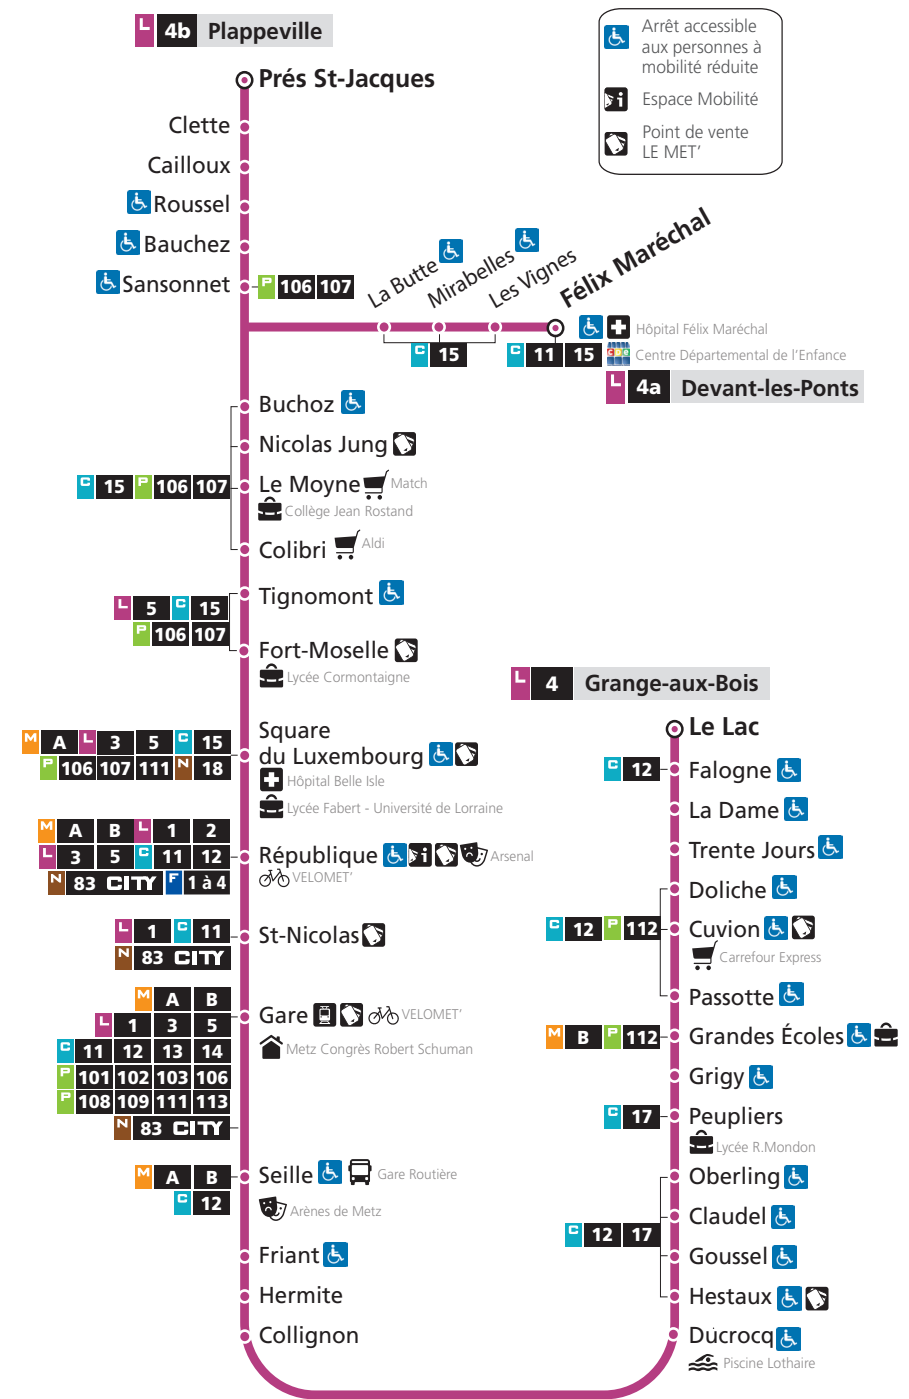 L 4b Plappeville
Arrêt accessible
aux personnes à
mobilité réduite
Espace Mobilité
Point de vente
LE MET'
Prés St-Jacques
Clette
Cailloux
Roussel
Bauchez
Sansonnet
P 106 107
La Butte
Mirabelles
Les Vignes
Félix Maréchal
Hôpital Félix Maréchal
C 15
C 11 15
Centre Départemental de l'Enfance
L 4a Devant-les-Ponts
Buchoz
Nicolas Jung
C 15 P 106 107
Le Moyne
Match
Collège Jean Rostand
Colibri
Aldi
L 5 C 15
P 106 107
Tignomont
Fort-Moselle
Lycée Cormontaigne
M A L 3 5 C 15
P 106 107 111 N 18
Square
du Luxembourg
Hôpital Belle Isle
Lycée Fabert - Université de Lorraine
M A B L 1 2
L 3 5 C 11 12
N 83 CITY F 1 à 4
République
Arsenal
VELOMET'
L 1 C 11
N 83 CITY
St-Nicolas
M A B
L 1 3 5
C 11 12 13 14
P 101 102 103 106
P 108 109 111 113
N 83 CITY
Gare
VELOMET'
Metz Congrès Robert Schuman
M A B
C 12
Seille
Gare Routière
Arènes de Metz
Friant
Hermite
Collignon
L 4 Grange-aux-Bois
Le Lac
C 12
Falogne
La Dame
Trente Jours
Doliche
C 12 P 112
Cuvion
Carrefour Express
Passotte
M B P 112
Grandes Écoles
Grigy
C 17
Peupliers
Lycée R.Mondon
Oberling
Claudel
C 12 17
Goussel
Hestaux
Ducrocq
Piscine Lothaire